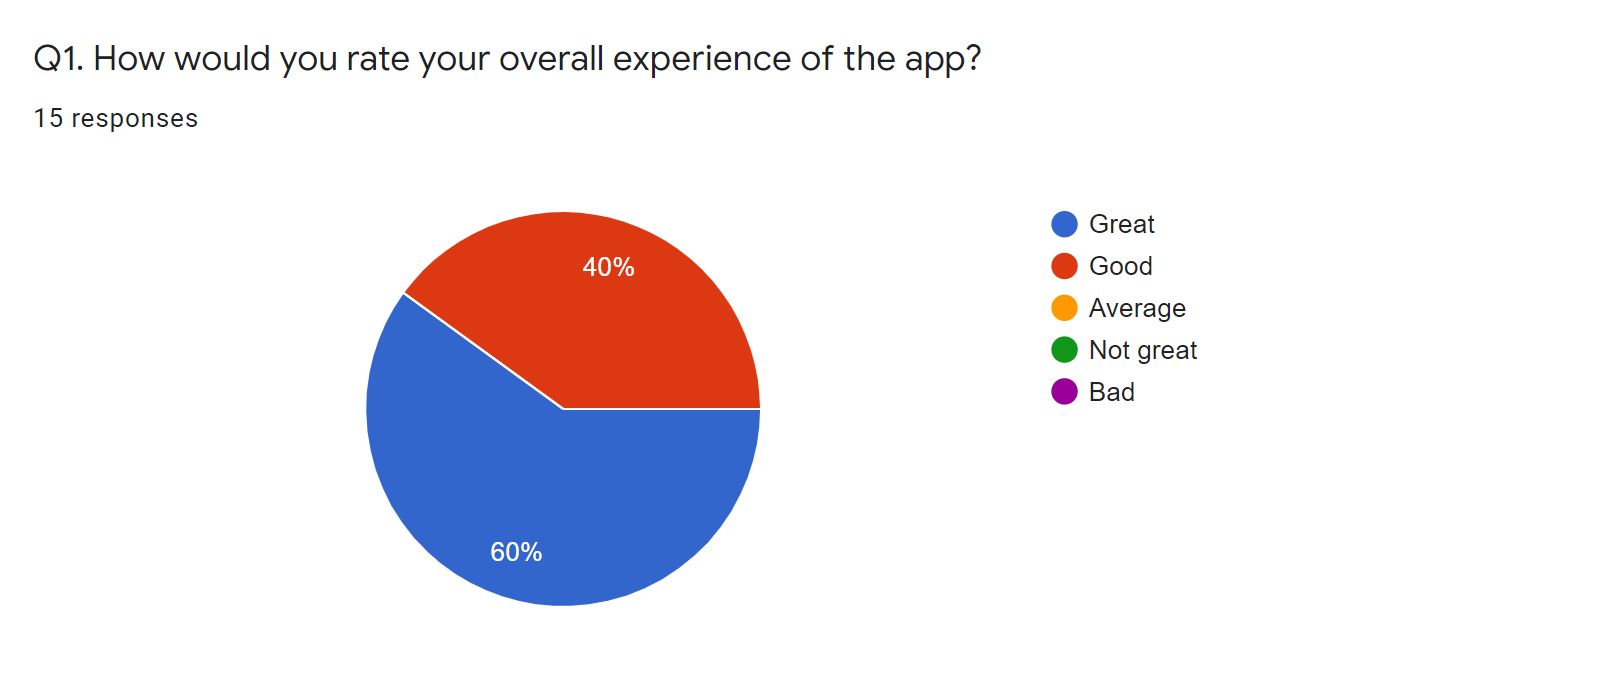 Q1. How would you rate your overall experience of the app?
15 responses
40%
60%
Great
Good
Average
Not great
Bad